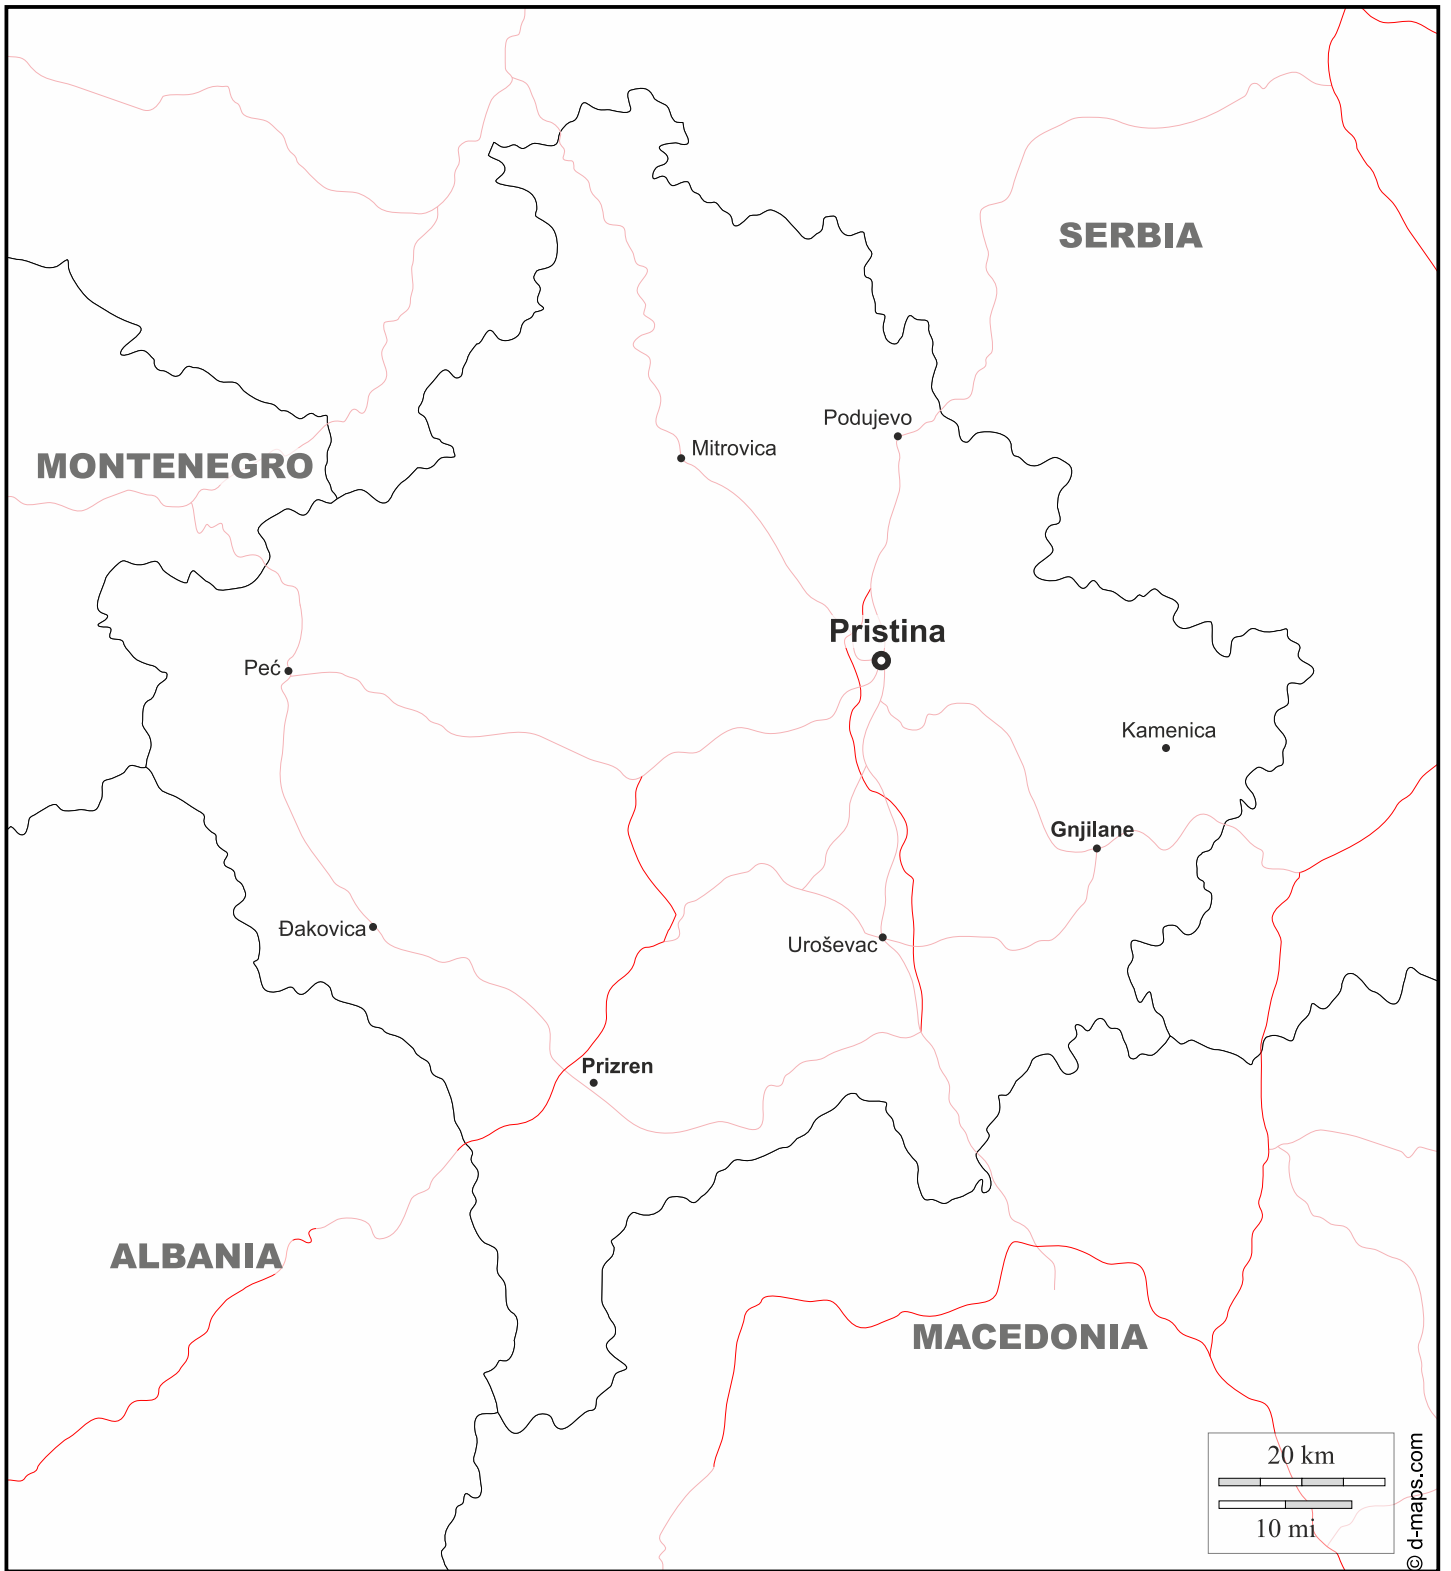 SERBIA
Podujevo
Mitrovica
MONTENEGRO
Pristina
Peć
Kamenica
Gnjilane
Đakovica
Uroševac
Prizren
ALBANIA
MACEDONIA
20 km
10 mi
© d-maps.com